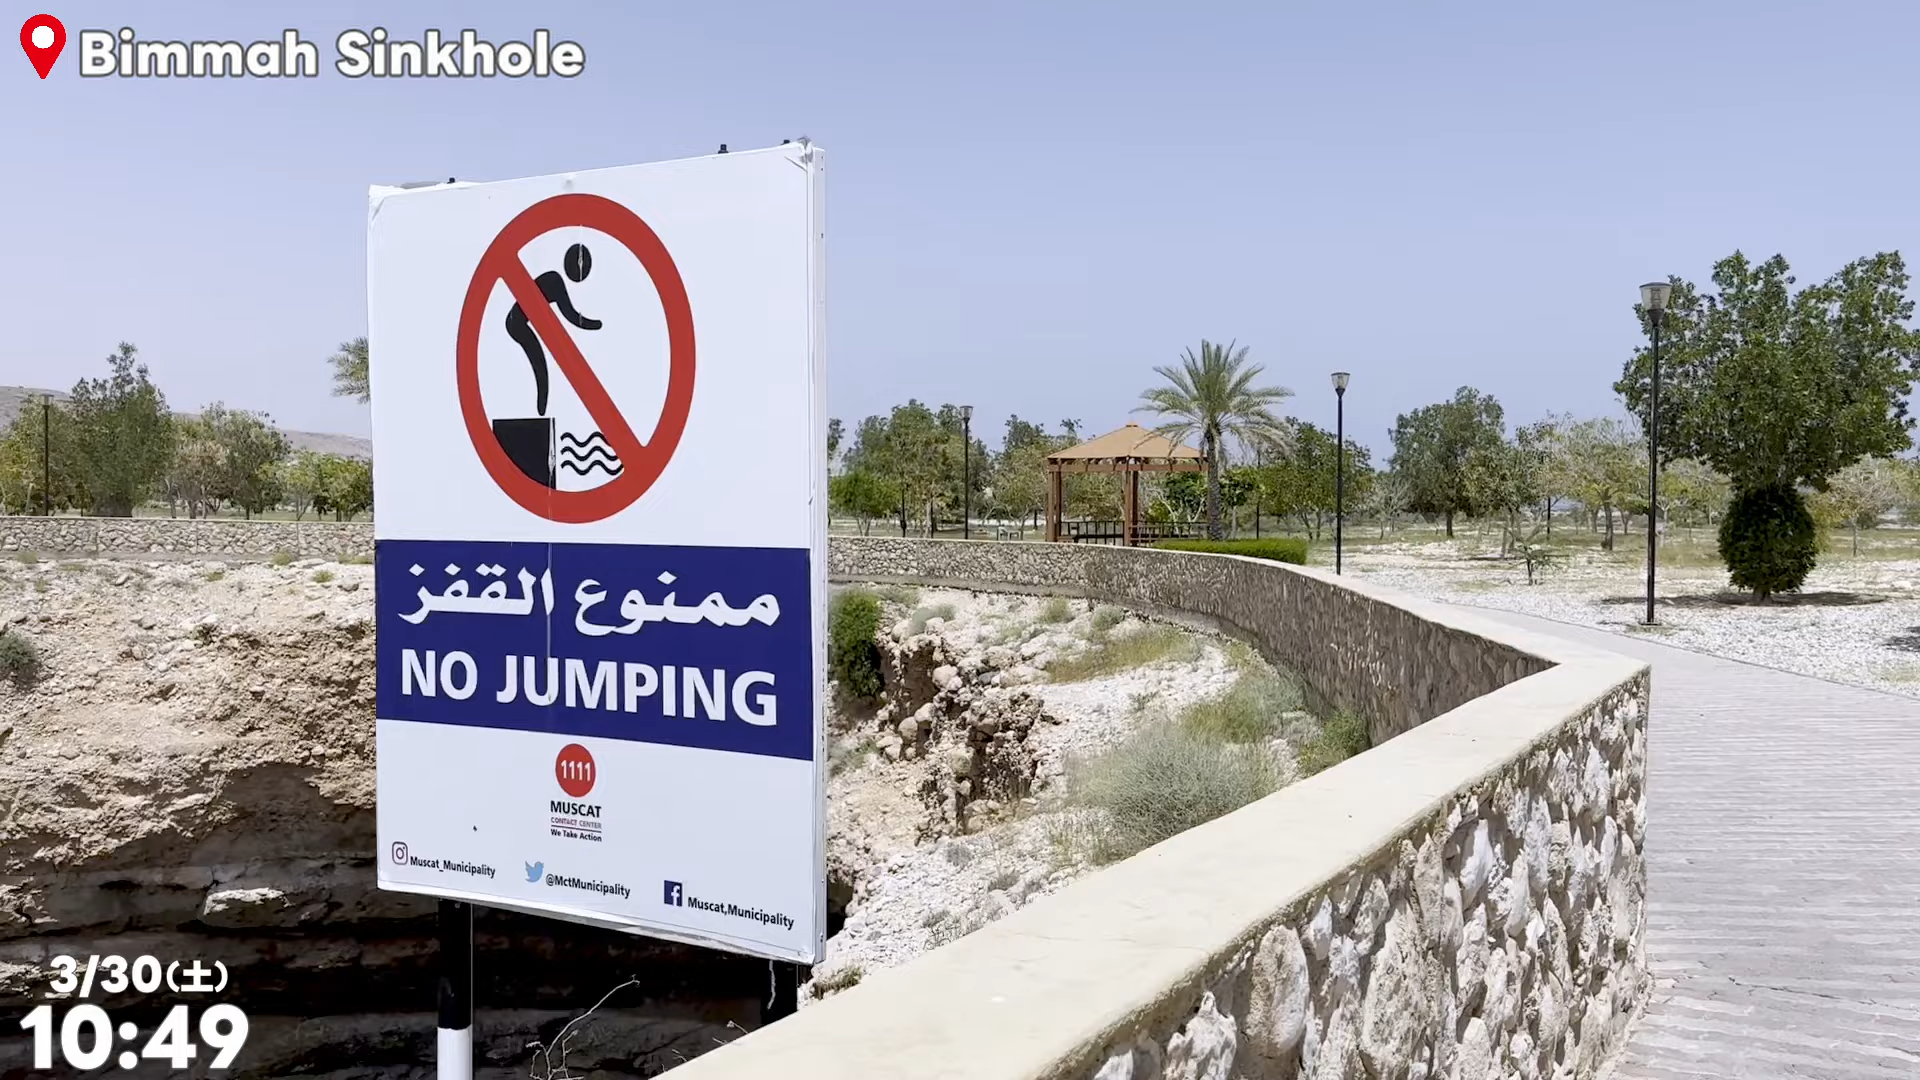 Bimmah Sinkhole
ممنوع القفز
NO JUMPING
1111
MUSCAT
CONTACT CENTER
We Take Action
Muscat_Municipality
@MctMunicipality
Muscat,Municipality
3/30(土)
10:49